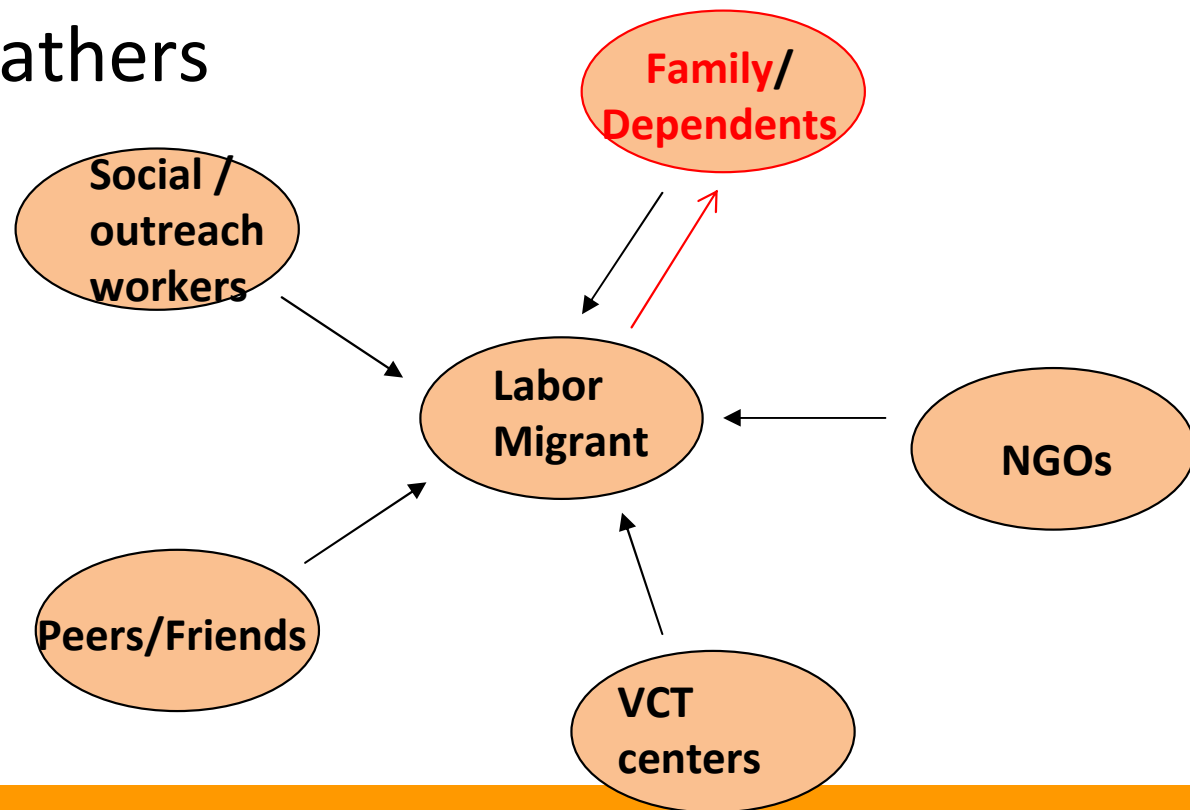 athers
Family/
Dependents
Social /
outreach
workers
Labor
Migrant
NGOs
Peers/Friends
VCT
centers